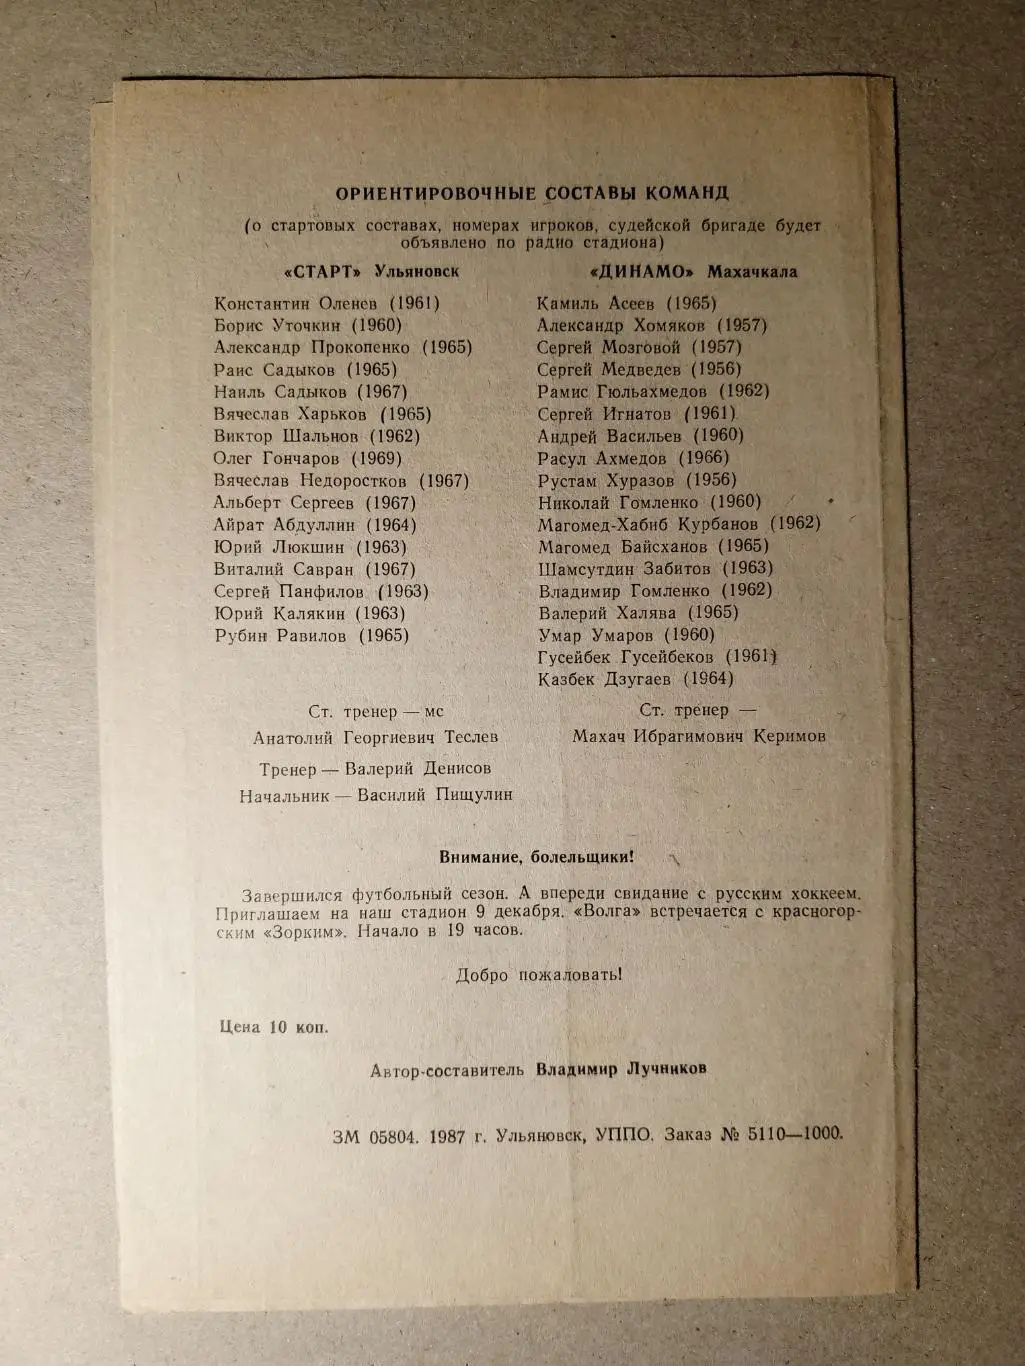 ОРИЕНТИРОВОЧНЫЕ СОСТАВЫ КОМАНД
(о стартовых составах, номерах игроков, судейской бригаде будет
объявлено по радио стадиона)
«СТАРТ» Ульяновск
Константин Оленев (1961)
Борис Уточкин (1960)
Александр Прокопенко (1965)
Раис Садыков (1965)
Наиль Садыков (1967)
Вячеслав Харьков (1965)
Виктор Шальнов (1962)
Олег Гончаров (1969)
Вячеслав Недоростков (1967)
Альберт Сергеев (1967)
Айрат Абдуллин (1964)
Юрий Люкшин (1963)
Виталий Савран (1967)
Сергей Панфилов (1963)
Юрий Калякин (1963)
Рубин Равилов (1965)
Ст. тренер — мс
Анатолий Георгиевич Теслев
Тренер — Валерий Денисов
Начальник — Василий Пищулин
«ДИНАМО» Махачкала
Камиль Асеев (1965)
Александр Хомяков (1957)
Сергей Мозговой (1957)
Сергей Медведев (1956)
Рамис Гюльахмедов (1962)
Сергей Игнатов (1961)
Андрей Васильев (1960)
Расул Ахмедов (1966)
Рустам Хуразов (1956)
Николай Гомленко (1960)
Магомед-Хабиб Курбанов (1962)
Магомед Байсханов (1965)
Шамсутдин Забитов (1963)
Владимир Гомленко (1962)
Валерий Халява (1965)
Умар Умаров (1960)
Гусейбек Гусейбеков (1961)
Казбек Дзугаев (1964)
Ст. тренер —
Махач Ибрагимович Керимов
Внимание, болельщики!
Завершился футбольный сезон. А впереди свидание с русским хоккеем.
Приглашаем на наш стадион 9 декабря. «Волга» встречается с красногор-
ским «Зорким». Начало в 19 часов.
Добро пожаловать!
Цена 10 коп.
Автор-составитель Владимир Лучников
ЗМ 05804. 1987 г. Ульяновск, УППО. Заказ № 5110—1000.